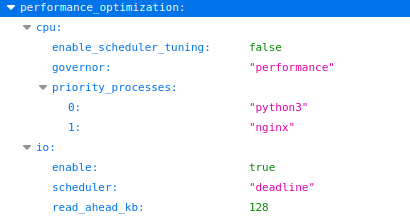 performance_optimization:
cpu:
enable_scheduler_tuning: false
governor: "performance"
priority_processes:
0: "python3"
1: "nginx"
io:
enable: true
scheduler: "deadline"
read_ahead_kb: 128